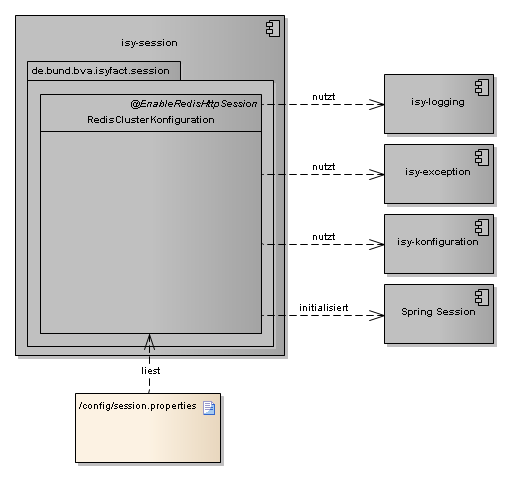 isy-session
de.bund.bva.isyfact.session
@EnableRedisHttpSession
RedisClusterKonfiguration
nutzt
isy-logging
nutzt
isy-exception
nutzt
isy-konfiguration
initialisiert
Spring Session
liest
/config/session.properties